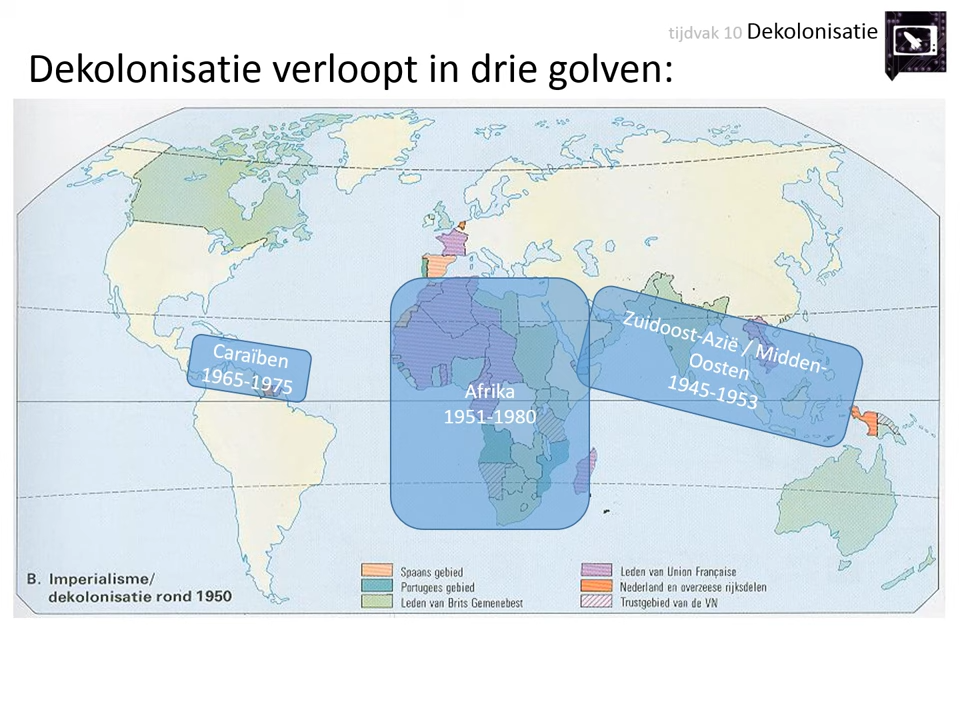 tijdvak 10 Dekolonisatie
Dekolonisatie verloopt in drie golven:
Caraïben
1965-1975
Afrika
1951-1980
Zuidoost-Azië / Midden-
Oosten
1945-1953
B. Imperialisme/
dekolonisatie rond 1950
Spaans gebied
Portugees gebied
Leden van Brits Gemenebest
Leden van Union Française
Nederland en overzeese rijksdelen
Trustgebied van de VN